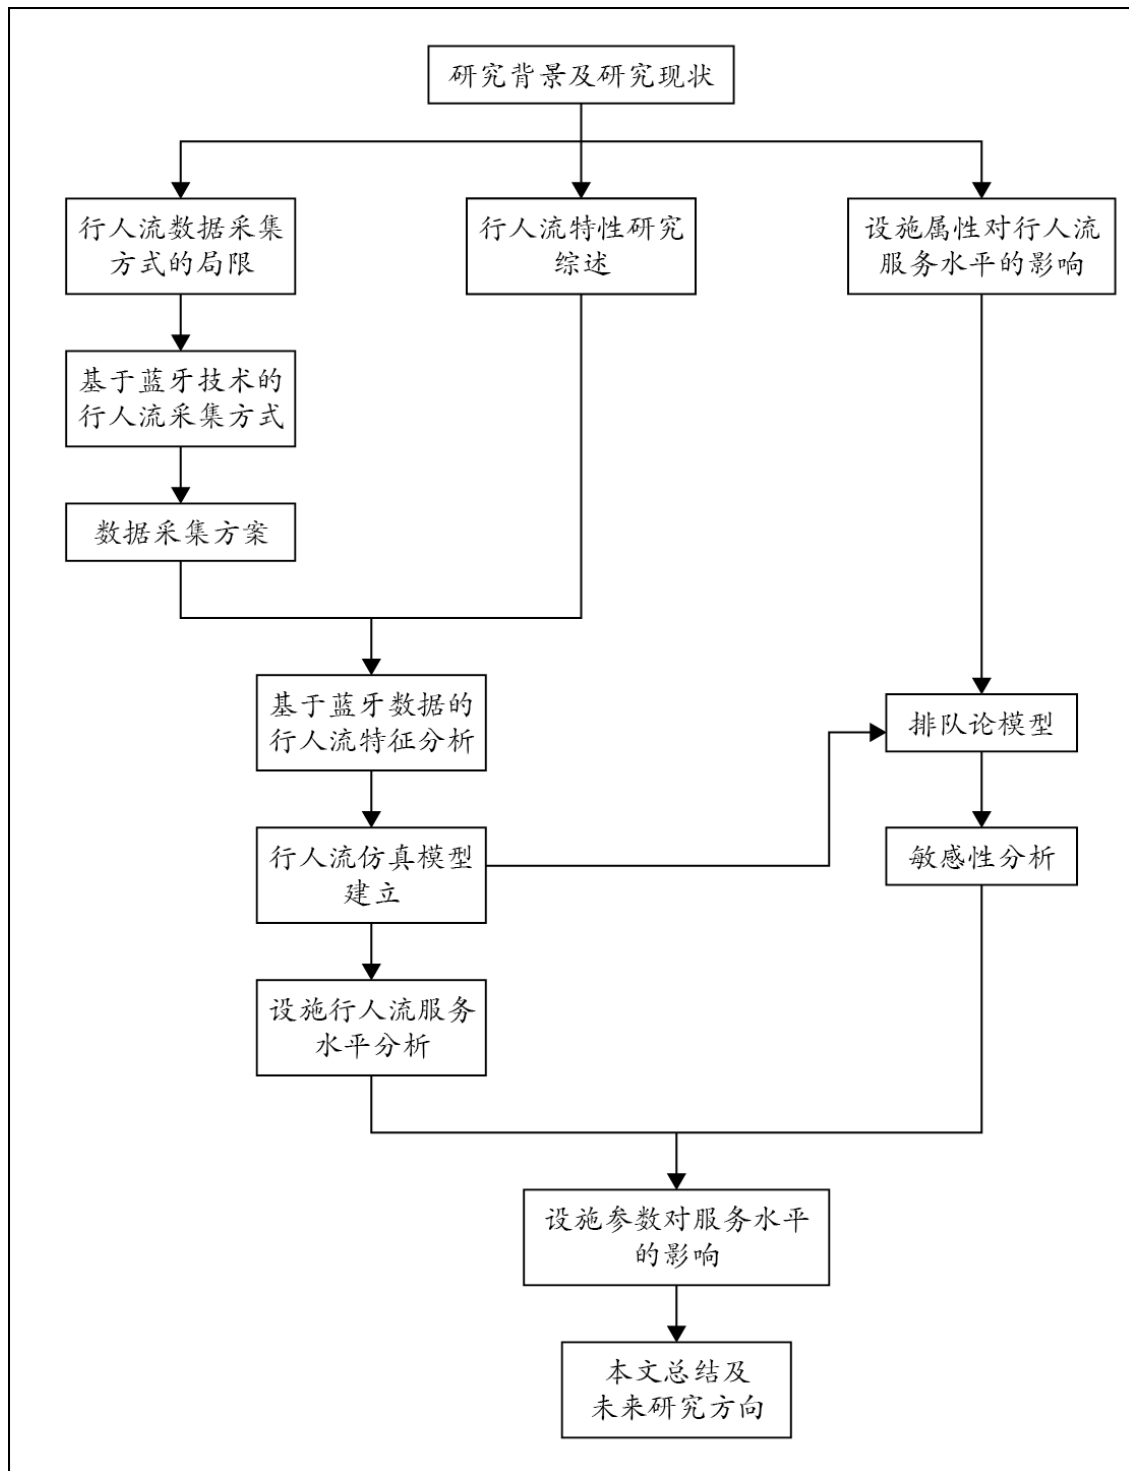 研究背景及研究现状
行人流数据采集
方式的局限
行人流特性研究
综述
设施属性对行人流
服务水平的影响
基于蓝牙技术的
行人流采集方式
数据采集方案
基于蓝牙数据的
行人流特征分析
排队论模型
行人流仿真模型
建立
敏感性分析
设施行人流服务
水平分析
设施参数对服务水平
的影响
本文总结及
未来研究方向